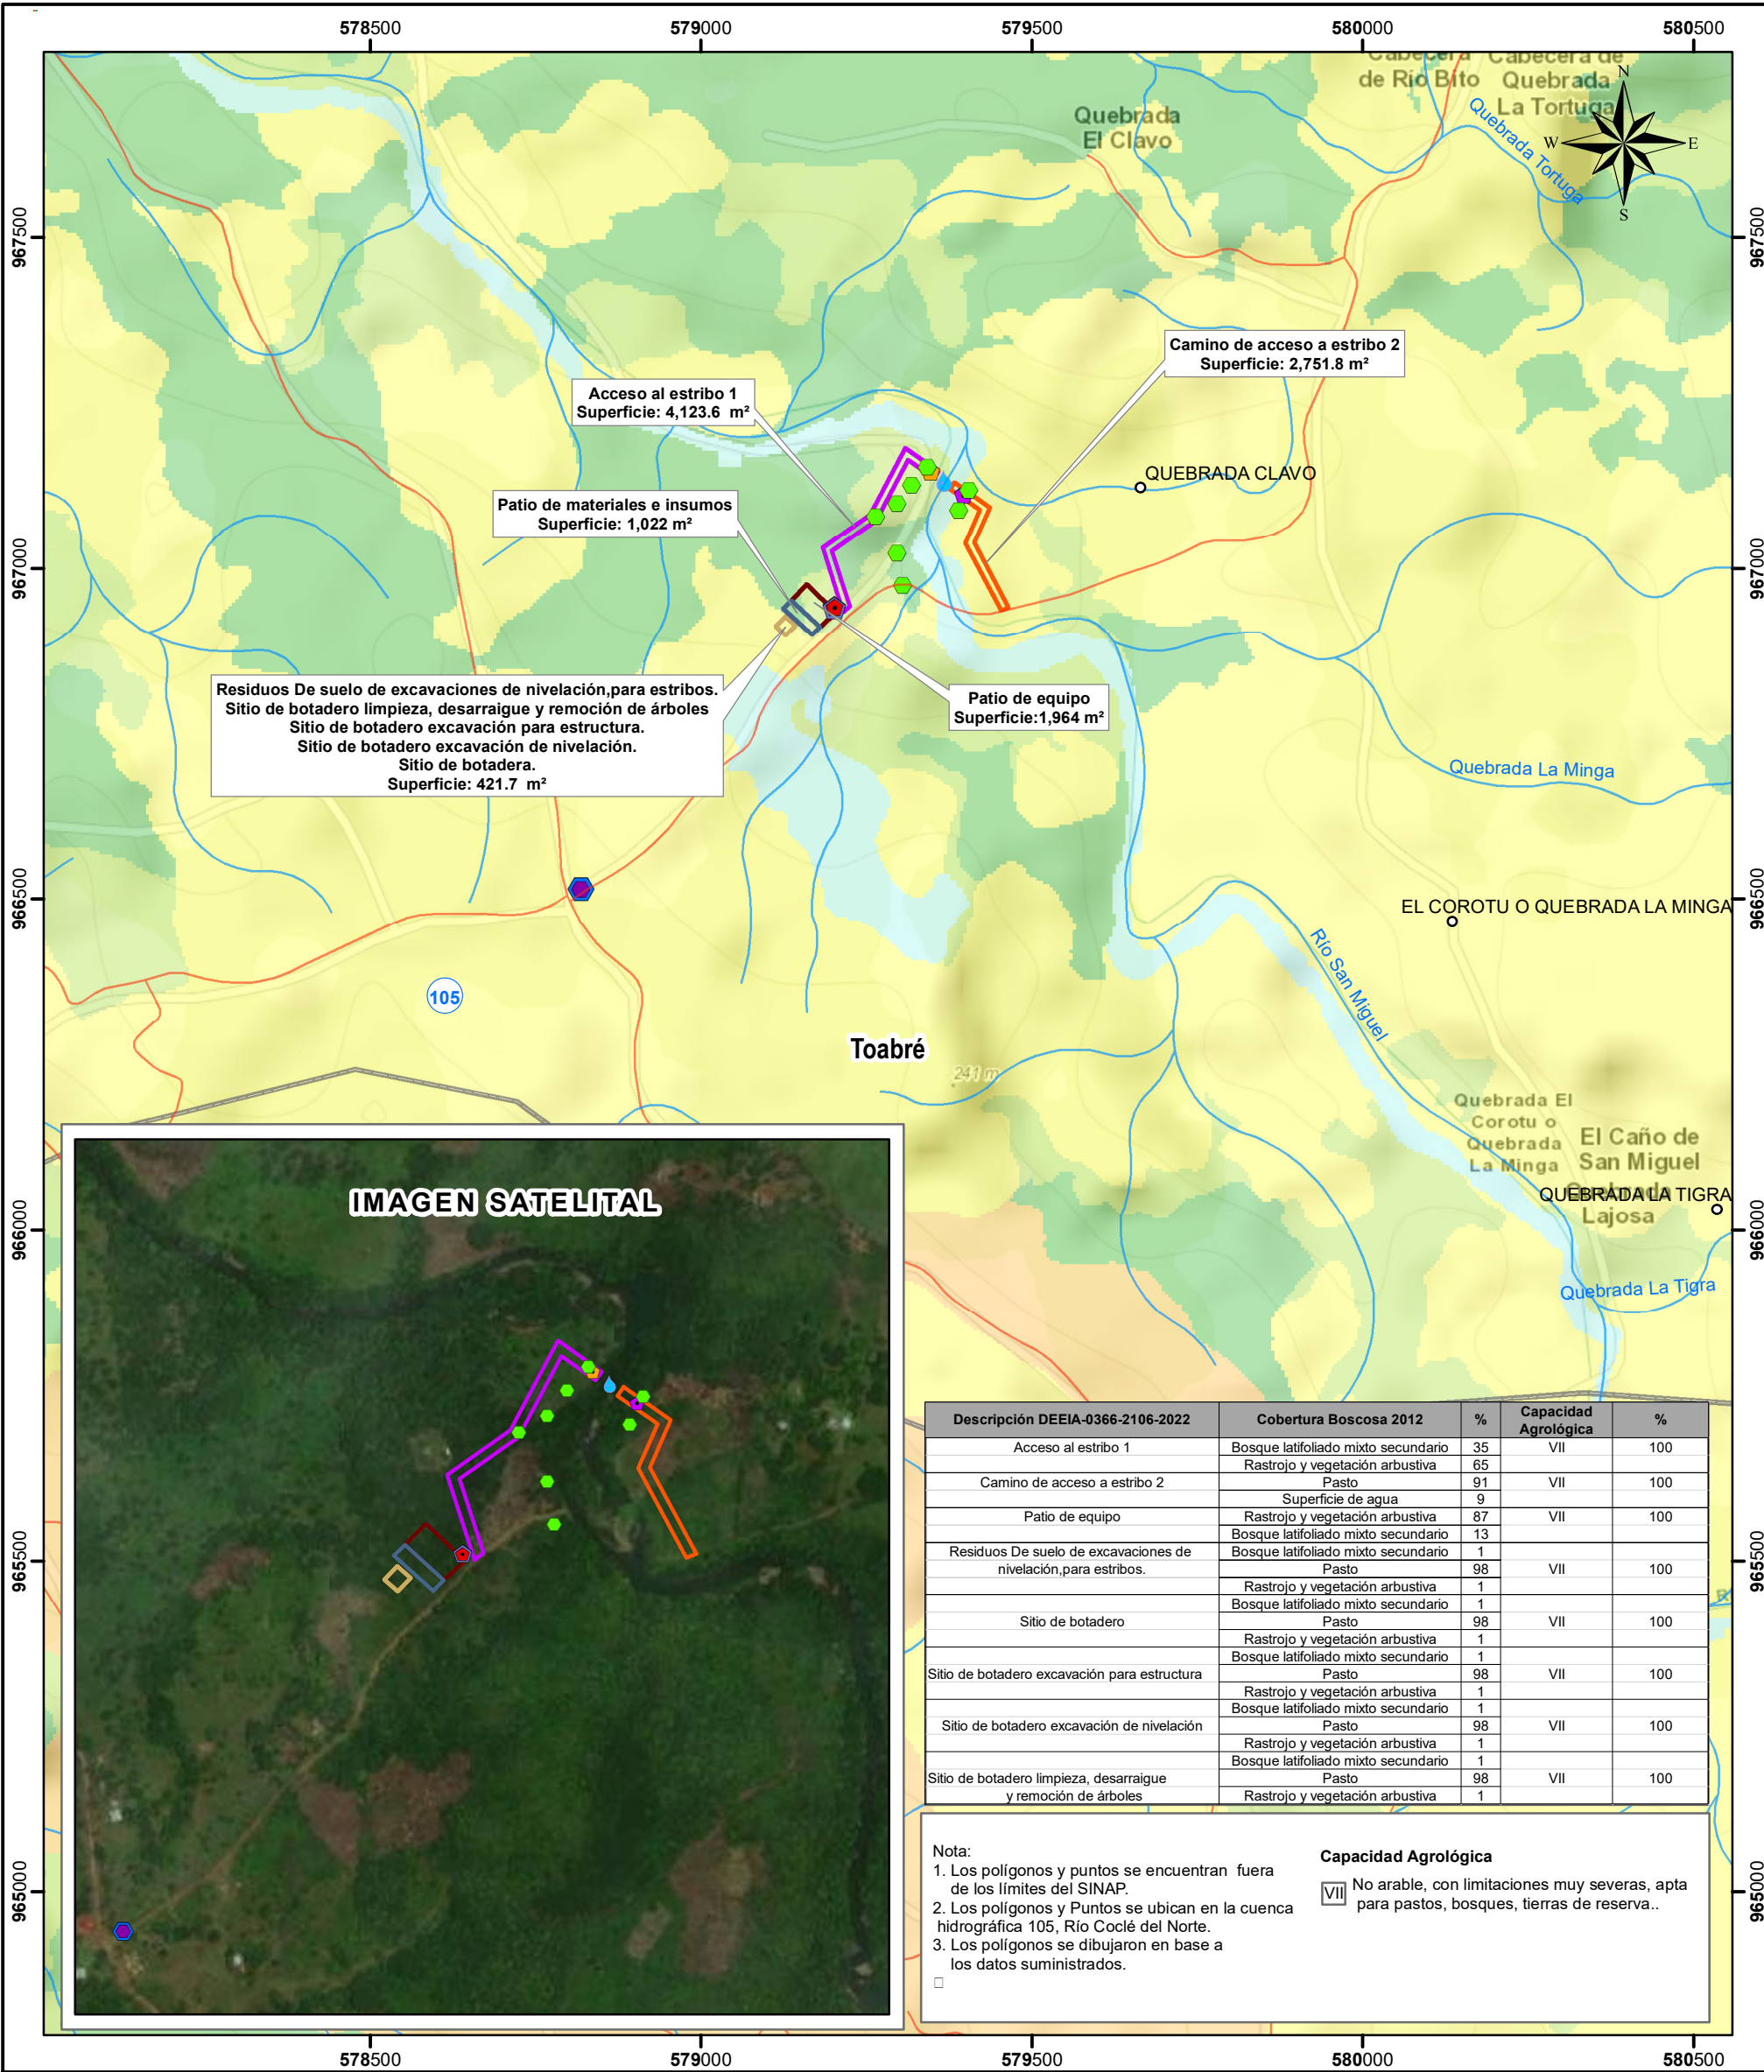 578500 579000 579500 580000 580500
Cabecera
de Río Bito
Cabecera de
Quebrada
La Tortuga
N
W E
S
Quebrada
El Clavo
Quebrada Tortuga
967500 967500
Camino de acceso a estribo 2
Superficie: 2,751.8 m²
Acceso al estribo 1
Superficie: 4,123.6 m²
QUEBRADA CLAVO
Patio de materiales e insumos
Superficie: 1,022 m²
967000 967000
Residuos De suelo de excavaciones de nivelación,para estribos.
Sitio de botadero limpieza, desarraigue y remoción de árboles
Sitio de botadero excavación para estructura.
Sitio de botadero excavación de nivelación.
Sitio de botadera.
Superficie: 421.7 m²
Patio de equipo
Superficie:1,964 m²
Quebrada La Minga
966500 966500
EL COROTU O QUEBRADA LA MINGA
Río San Miguel
105
Toabré
241 m
Quebrada El
Corotu o
Quebrada
La Minga
El Caño de
San Miguel
QUEBRADA LA TIGRA
Quebrada
Lajosa
966000 966000
Quebrada La Tigra
IMAGEN SATELITAL
Descripción DEEIA-0366-2106-2022 Cobertura Boscosa 2012 % Capacidad Agrológica %
Acceso al estribo 1 Bosque latifoliado mixto secundario 35 VII 100
Rastrojo y vegetación arbustiva 65
Camino de acceso a estribo 2 Pasto 91 VII 100
Superficie de agua 9
Patio de equipo Rastrojo y vegetación arbustiva 87 VII 100
Bosque latifoliado mixto secundario 13
Residuos De suelo de excavaciones de Bosque latifoliado mixto secundario 1
nivelación,para estribos. Pasto 98 VII 100
Rastrojo y vegetación arbustiva 1
Bosque latifoliado mixto secundario 1
Sitio de botadero Pasto 98 VII 100
Rastrojo y vegetación arbustiva 1
Bosque latifoliado mixto secundario 1
Sitio de botadero excavación para estructura Pasto 98 VII 100
Rastrojo y vegetación arbustiva 1
Bosque latifoliado mixto secundario 1
Sitio de botadero excavación de nivelación Pasto 98 VII 100
Rastrojo y vegetación arbustiva 1
Bosque latifoliado mixto secundario 1
Sitio de botadero limpieza, desarraigue Pasto 98 VII 100
y remoción de árboles Rastrojo y vegetación arbustiva 1
965500 965500
R
Nota:
1. Los polígonos y puntos se encuentran fuera
de los límites del SINAP.
2. Los polígonos y Puntos se ubican en la cuenca
hidrográfica 105, Río Coclé del Norte.
3. Los polígonos se dibujaron en base a
los datos suministrados.
Capacidad Agrológica
VII No arable, con limitaciones muy severas, apta
para pastos, bosques, tierras de reserva..
965000 965000
578500 579000 579500 580000 580500